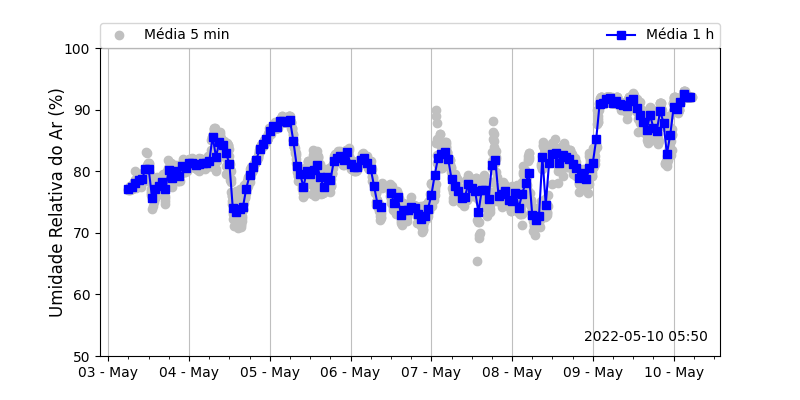 Média 5 min
Média 1 h
Umidade Relativa do Ar (%)
100
90
80
70
60
50
2022-05-10 05:50
03 - May
04 - May
05 - May
06 - May
07 - May
08 - May
09 - May
10 - May